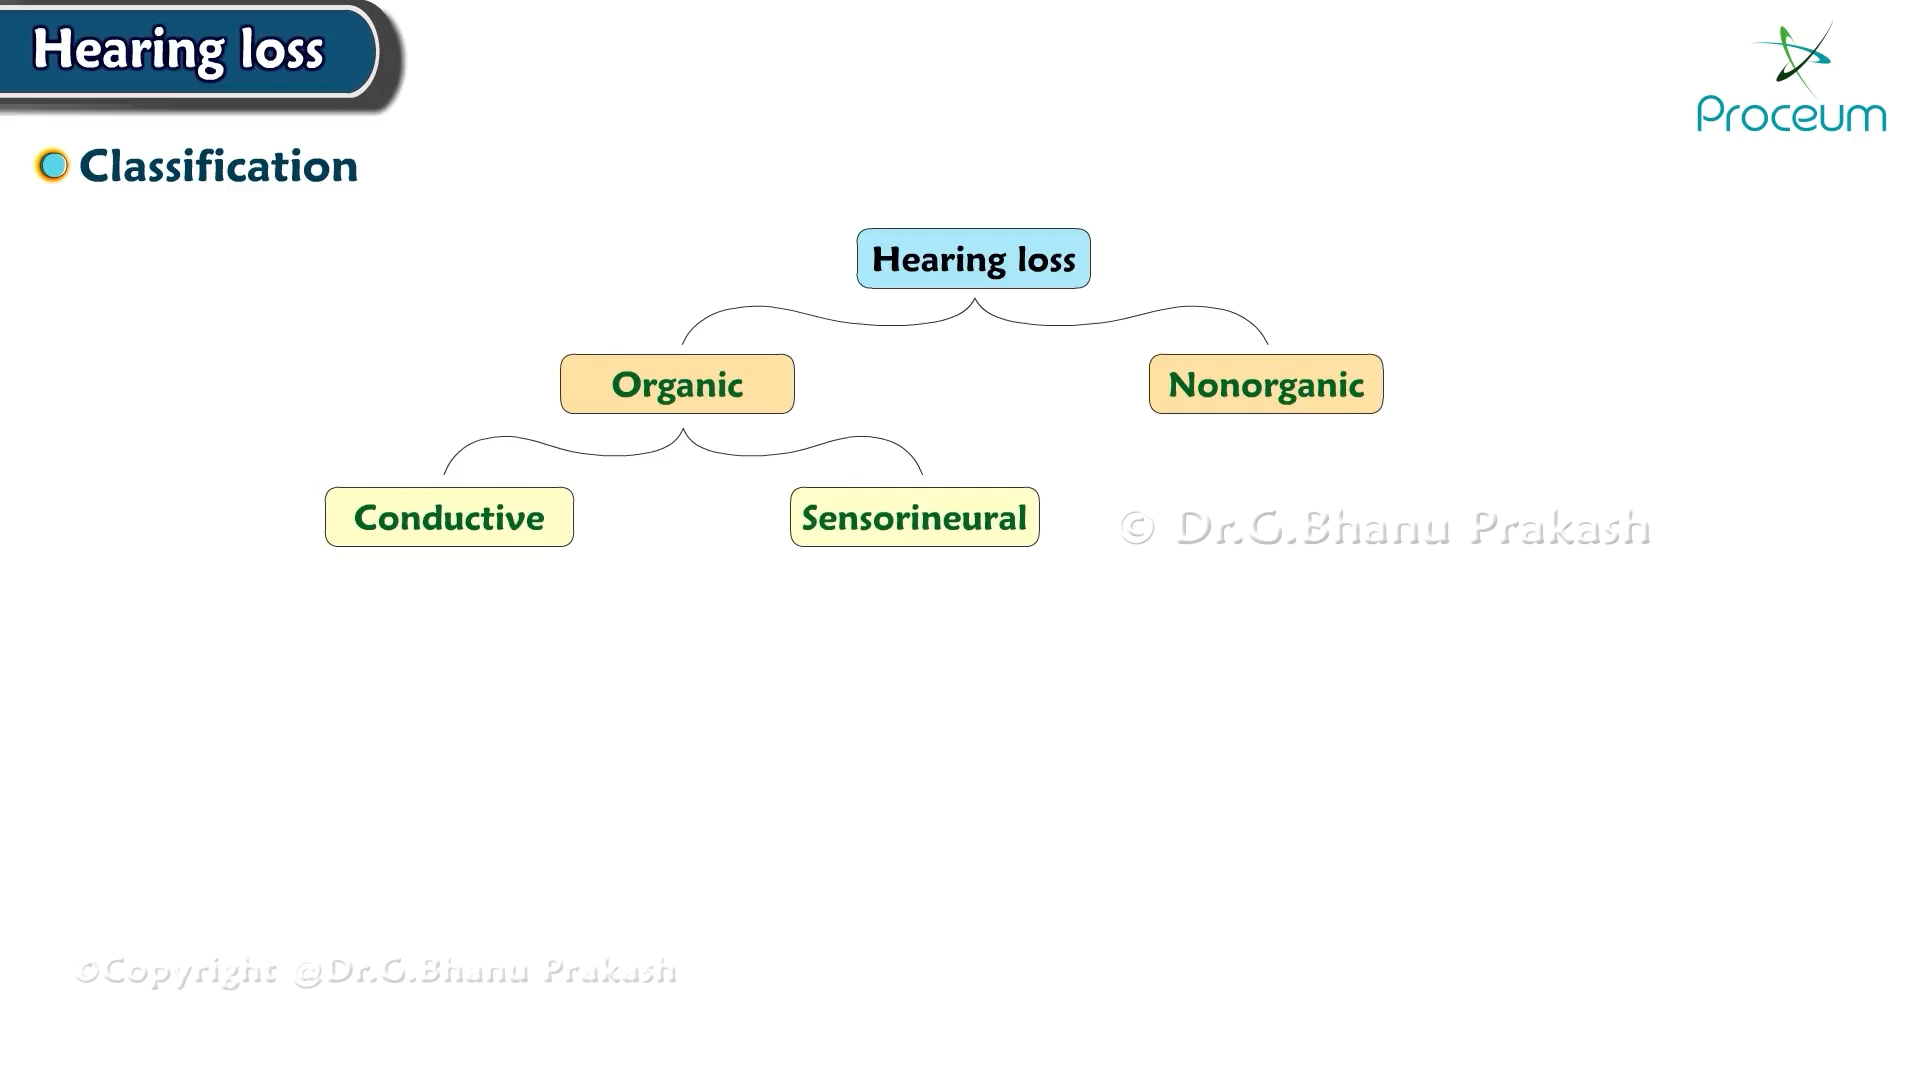 Hearing loss
Proceum
Classification
Hearing loss
Organic
Nonorganic
Conductive
Sensorineural
© Dr.G.Bhanu Prakash
©Copyright @Dr.G.Bhanu Prakash